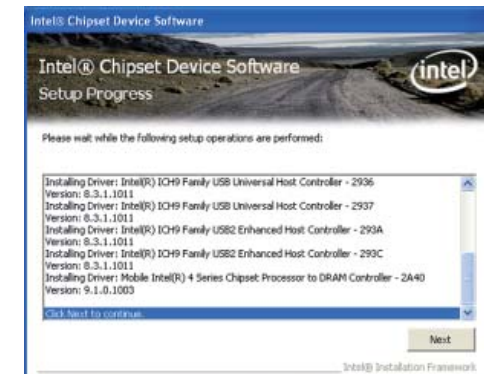 Intel® Chipset Device Software
Intel® Chipset Device Software
Setup Progress
intel
Please wait while the following setup operations are performed:
Installing Driver: Intel(R) ICH9 Family USB Universal Host Controller - 2936
Version: 8.3.1.1011
Installing Driver: Intel(R) ICH9 Family USB Universal Host Controller - 2937
Version: 8.3.1.1011
Installing Driver: Intel(R) ICH9 Family USB2 Enhanced Host Controller - 293A
Version: 8.3.1.1011
Installing Driver: Intel(R) ICH9 Family USB2 Enhanced Host Controller - 293C
Version: 8.3.1.1011
Installing Driver: Mobile Intel(R) 4 Series Chipset Processor to DRAM Controller - 2A40
Version: 9.1.0.1003
Click Next to continue.
Next
Intel® Installation Framework